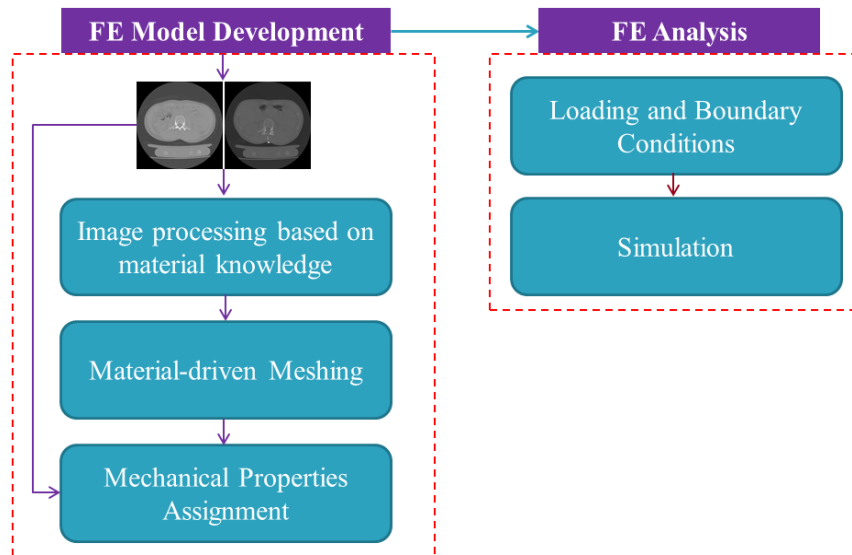 FE Model Development
Image processing based on
material knowledge
Material-driven Meshing
Mechanical Properties
Assignment
FE Analysis
Loading and Boundary
Conditions
Simulation